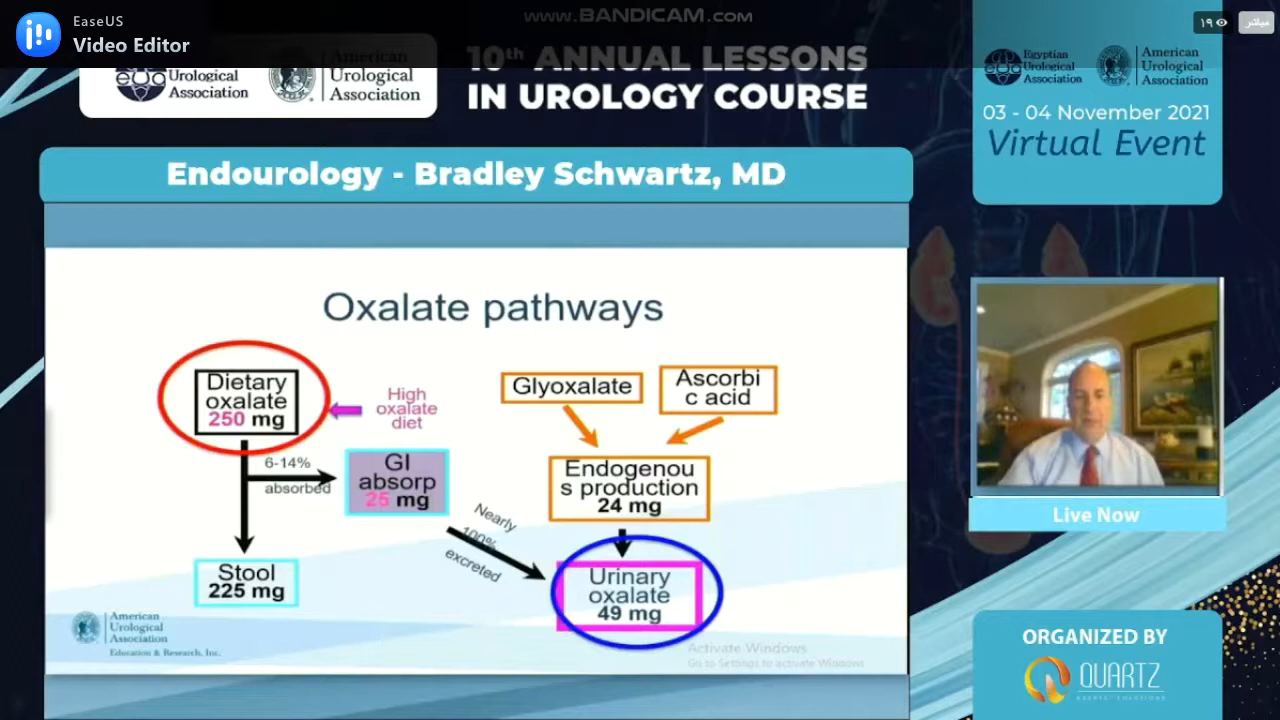 www.BANDICAM.com
EaseUS
Video Editor
١٩
مباشر
Urological
Association
American
Urological
Association
10th ANNUAL LESSONS
IN UROLOGY COURSE
Egyptian
Urological
Association
American
Urological
Association
03 - 04 November 2021
Virtual Event
Endourology - Bradley Schwartz, MD
Oxalate pathways
Dietary
oxalate
250 mg
High
oxalate
diet
Glyoxalate
Ascorbi
c acid
6-14%
absorbed
GI
absorp
25 mg
Endogenou
s production
24 mg
Nearly
100%
excreted
Stool
225 mg
Urinary
oxalate
49 mg
American
Urological
Association
Education & Research, Inc.
Activate Windows
Go to Settings to activate Windows
Live Now
ORGANIZED BY
QUARTZ